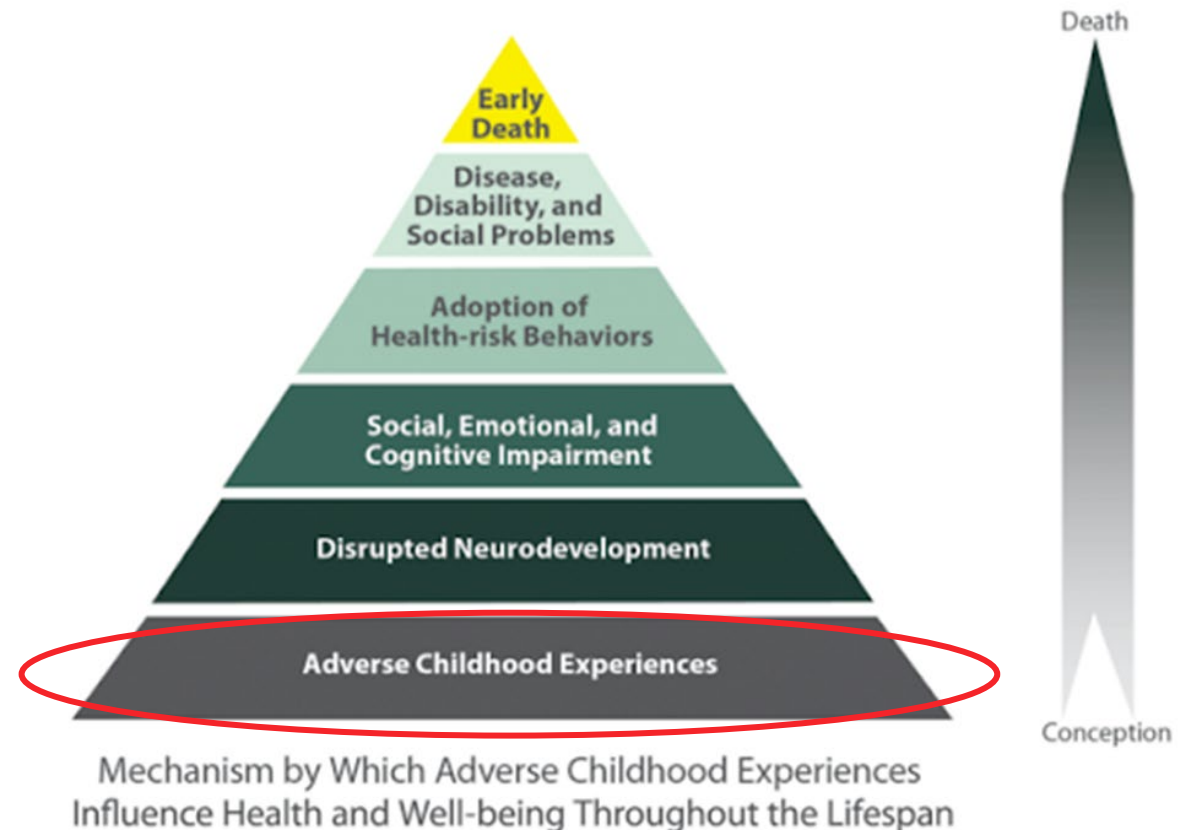 Death
Early
Death
Disease,
Disability, and
Social Problems
Adoption of
Health-risk Behaviors
Social, Emotional, and
Cognitive Impairment
Disrupted Neurodevelopment
Adverse Childhood Experiences
Conception
Mechanism by Which Adverse Childhood Experiences
Influence Health and Well-being Throughout the Lifespan